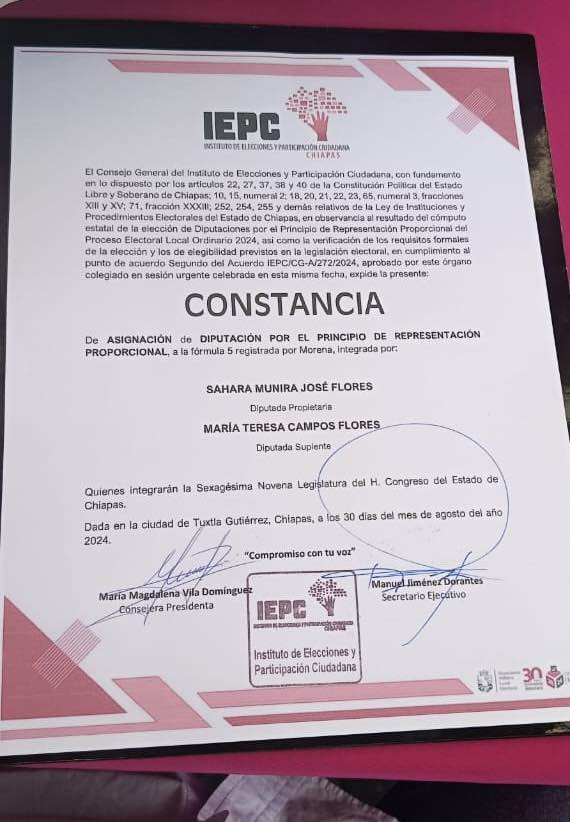 IEPC
INSTITUTO DE ELECCIONES Y PARTICIPACIÓN CIUDADANA
CHIAPAS
El Consejo General del Instituto de Elecciones y Participación Ciudadana, con fundamento
en lo dispuesto por los artículos 22, 27, 37, 38 y 40 de la Constitución Política del Estado
Libre y Soberano de Chiapas; 10, 15, numeral 2; 18, 20, 21, 22, 23, 65, numeral 3, fracciones
XIII y XV; 71, fracción XXXIII; 252, 254, 255 y demás relativos de la Ley de Instituciones y
Procedimientos Electorales del Estado de Chiapas, en observancia al resultado del cómputo
estatal de la elección de Diputaciones por el Principio de Representación Proporcional del
Proceso Electoral Local Ordinario 2024, así como la verificación de los requisitos formales
de la elección y los de elegibilidad previstos en la legislación electoral, en cumplimiento al
punto de acuerdo Segundo del Acuerdo IEPC/CG-A/272/2024, aprobado por este órgano
colegiado en sesión urgente celebrada en esta misma fecha, expide la presente:
CONSTANCIA
De ASIGNACIÓN de DIPUTACIÓN POR EL PRINCIPIO DE REPRESENTACIÓN
PROPORCIONAL, a la fórmula 5 registrada por Morena, integrada por:
SAHARA MUNIRA JOSÉ FLORES
Diputada Propietaria
MARÍA TERESA CAMPOS FLORES
Diputada Suplente
Quienes integrarán la Sexagésima Novena Legislatura del H. Congreso del Estado de
Chiapas.
Dada en la ciudad de Tuxtla Gutiérrez, Chiapas, a los 30 días del mes de agosto del año
2024.
"Compromiso con tu voz"
María Magdalena Vila Domínguez
Consejera Presidenta
Manuel Jiménez Dorantes
Secretario Ejecutivo
IEPC
INSTITUTO DE ELECCIONES Y PARTICIPACIÓN CIUDADANA
CHIAPAS
Instituto de Elecciones y
Participación Ciudadana
30